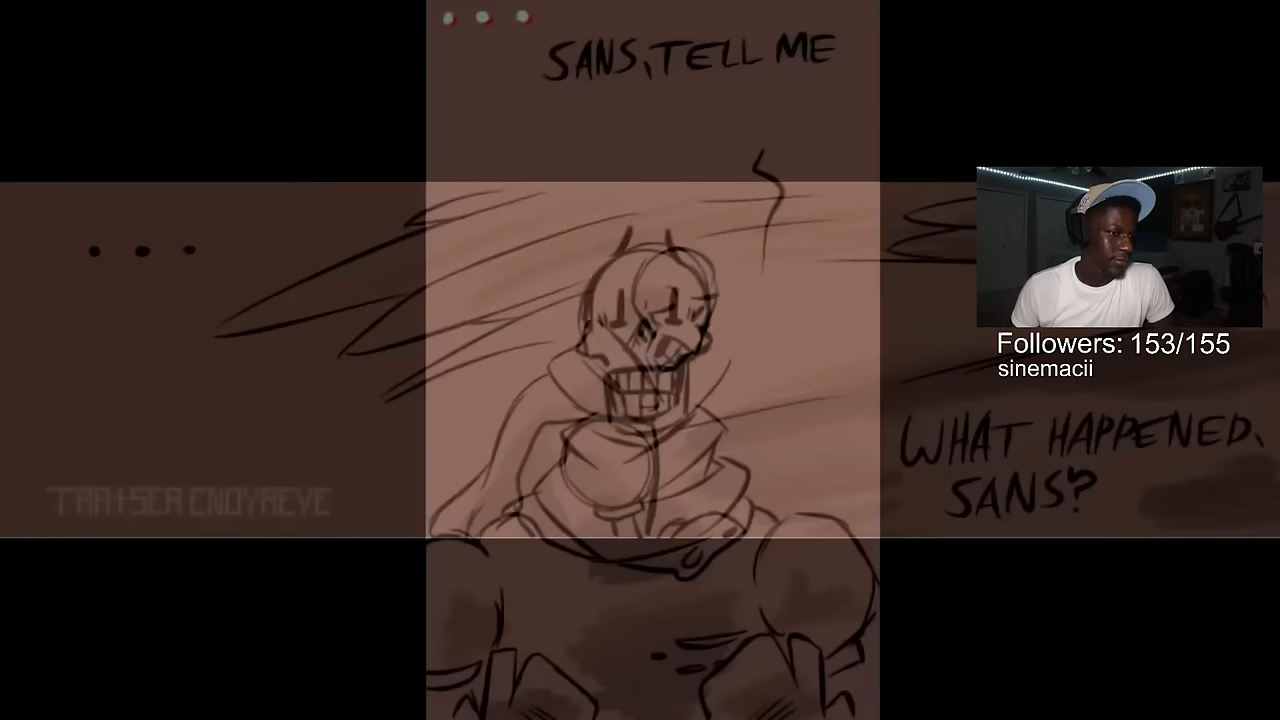 SANS, TELL ME
Followers: 153/155
sinemacii
WHAT HAPPENED,
SANS?